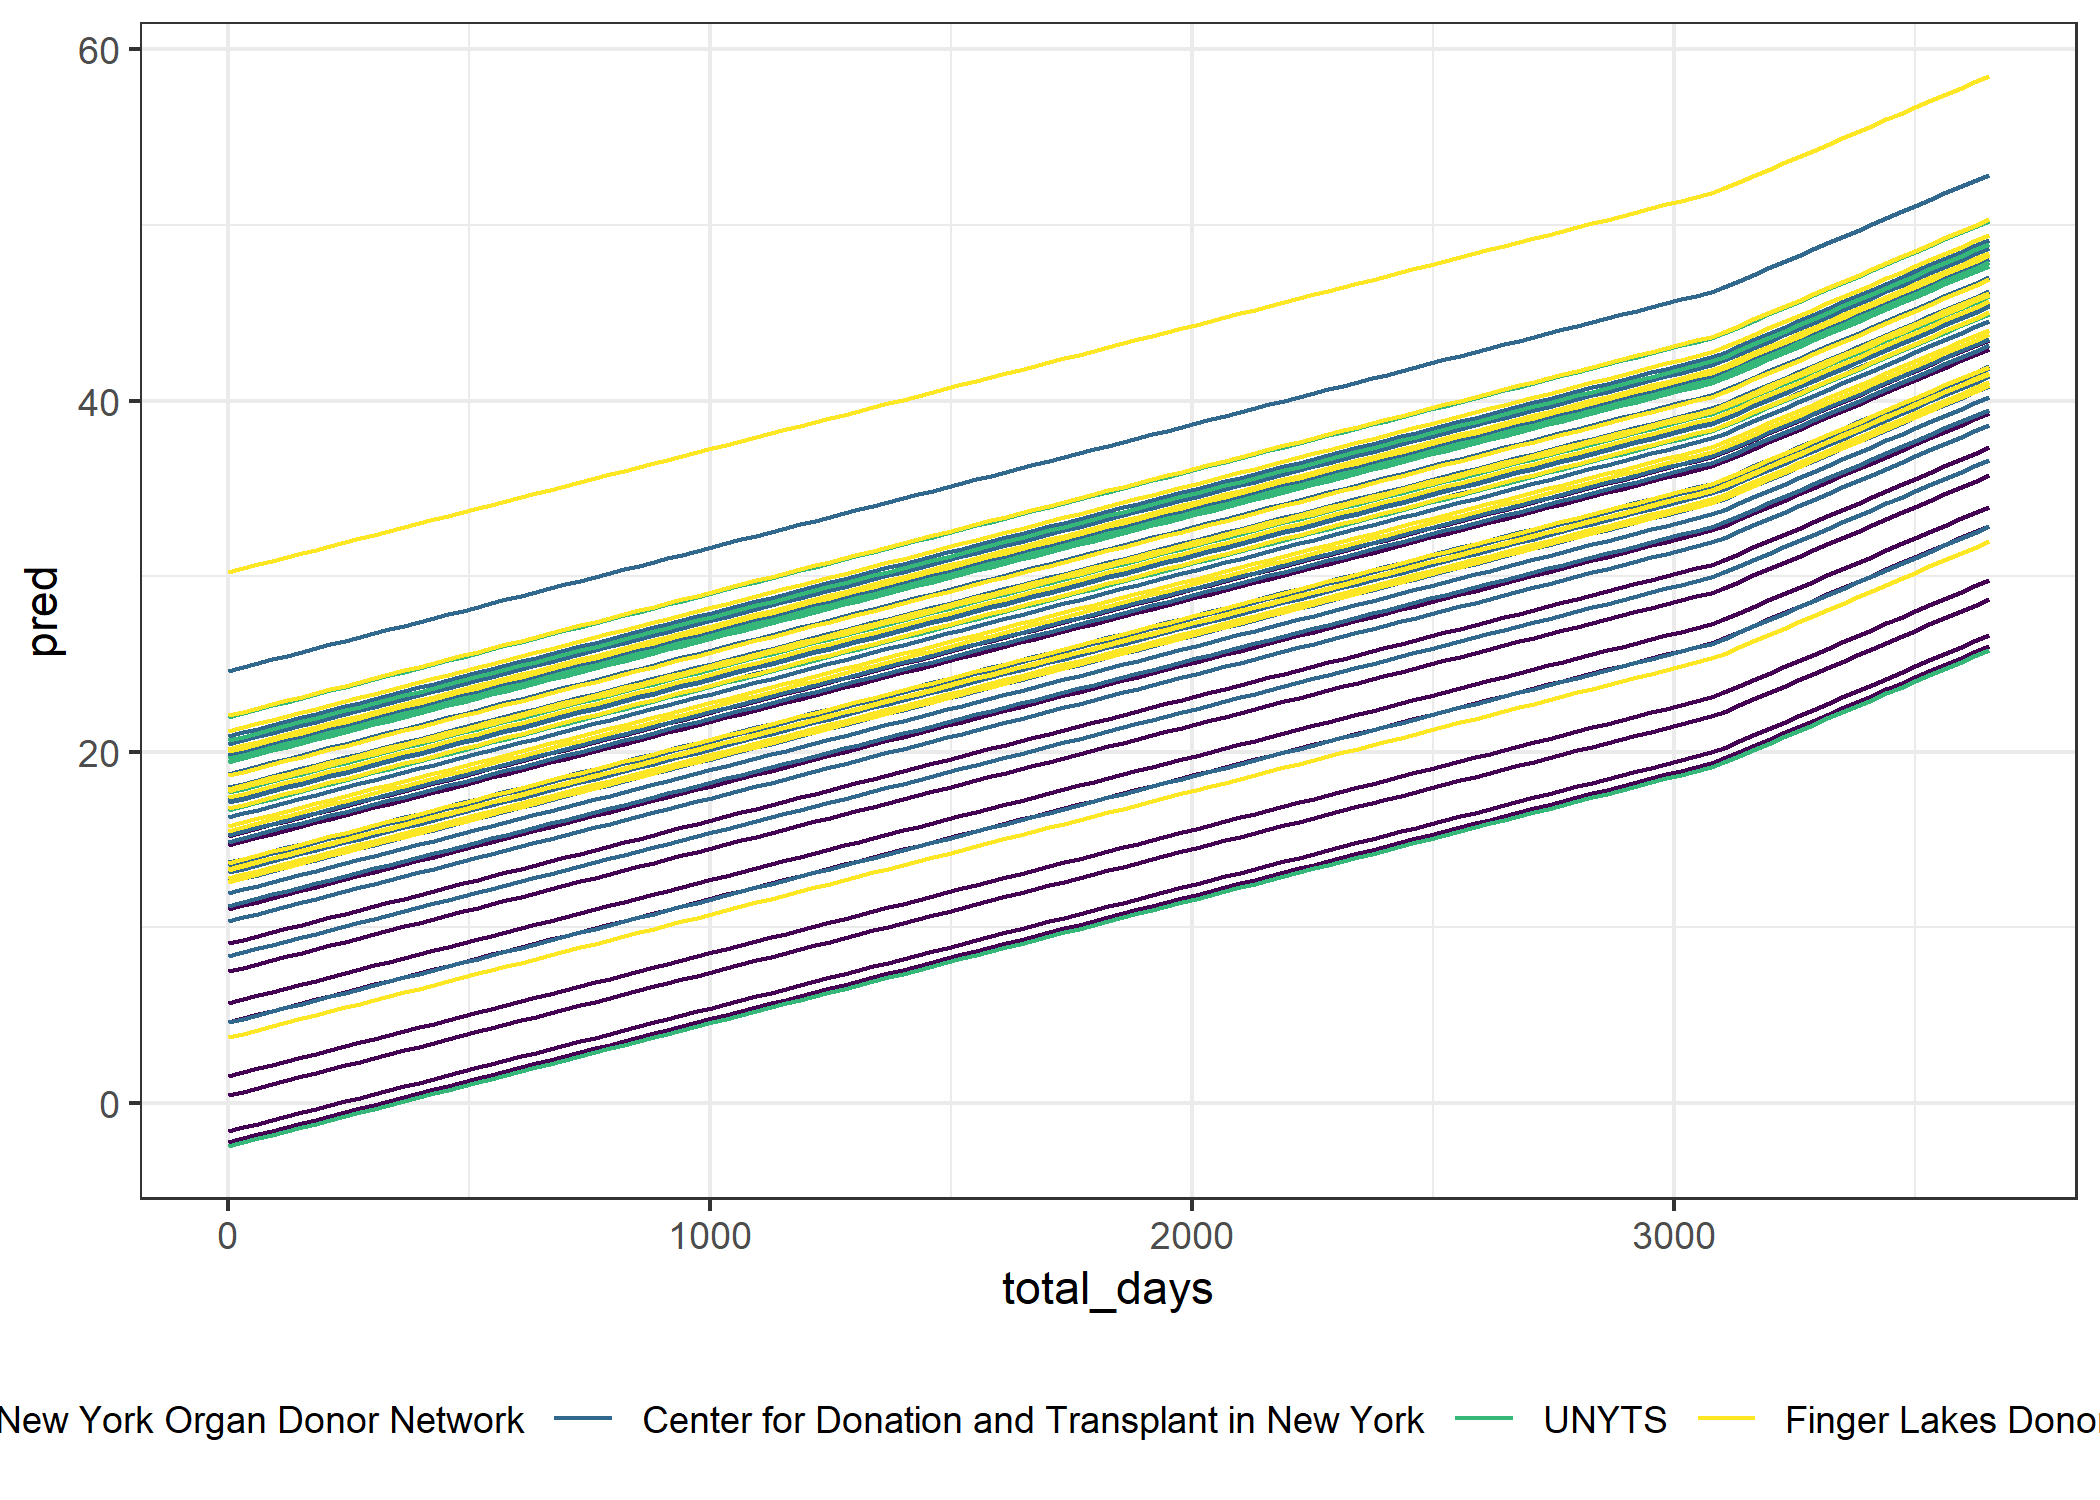 60
40
20
0
pred
0 1000 2000 3000
total_days
New York Organ Donor Network Center for Donation and Transplant in New York UNYTS Finger Lakes Donor